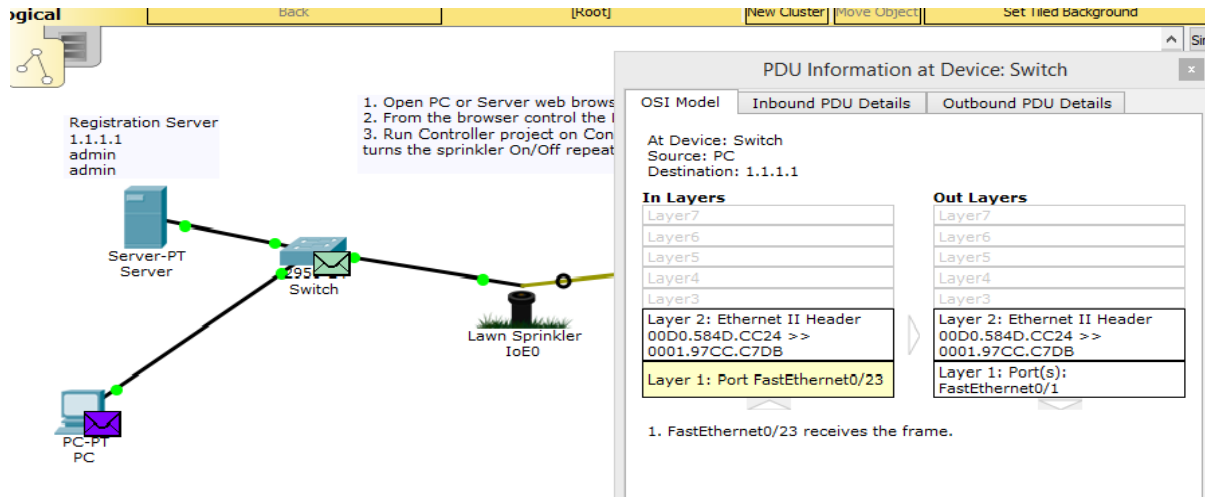 ogical
Back
[Root]
New Cluster
Move Object
Set Tiled Background
Registration Server
1.1.1.1
admin
admin
1. Open PC or Server web brows
2. From the browser control the
3. Run Controller project on Con
turns the sprinkler On/Off repeat
Server-PT
Server
Switch
Lawn Sprinkler
IoE0
PC-PT
PC
Sir
PDU Information at Device: Switch
x
OSI Model
Inbound PDU Details
Outbound PDU Details
At Device: Switch
Source: PC
Destination: 1.1.1.1
In Layers
Layer7
Layer6
Layer5
Layer4
Layer3
Layer 2: Ethernet II Header
00D0.584D.CC24 >>
0001.97CC.C7DB
Layer 1: Port FastEthernet0/23
Out Layers
Layer7
Layer6
Layer5
Layer4
Layer3
Layer 2: Ethernet II Header
00D0.584D.CC24 >>
0001.97CC.C7DB
Layer 1: Port(s):
FastEthernet0/1
1. FastEthernet0/23 receives the frame.